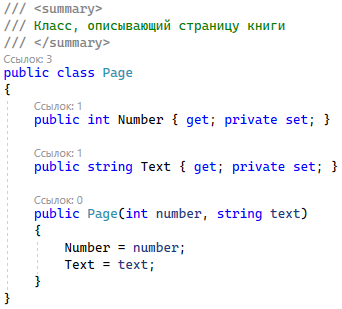 /// <summary>
/// Класс, описывающий страницу книги
/// </summary>
Ссылок: 3
public class Page
{
Ссылок: 1
public int Number { get; private set; }
Ссылок: 1
public string Text { get; private set; }
Ссылок: 0
public Page(int number, string text)
{
Number = number;
Text = text;
}
}